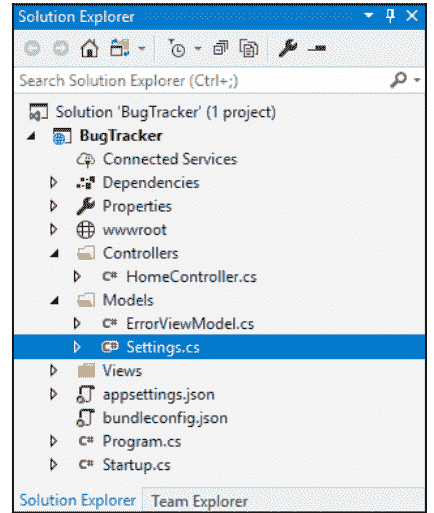 Solution Explorer
Search Solution Explorer (Ctrl+;)
Solution 'BugTracker' (1 project)
BugTracker
Connected Services
Dependencies
Properties
wwwroot
Controllers
C# HomeController.cs
Models
C# ErrorViewModel.cs
C# Settings.cs
Views
appsettings.json
bundleconfig.json
C# Program.cs
C# Startup.cs
Solution Explorer Team Explorer